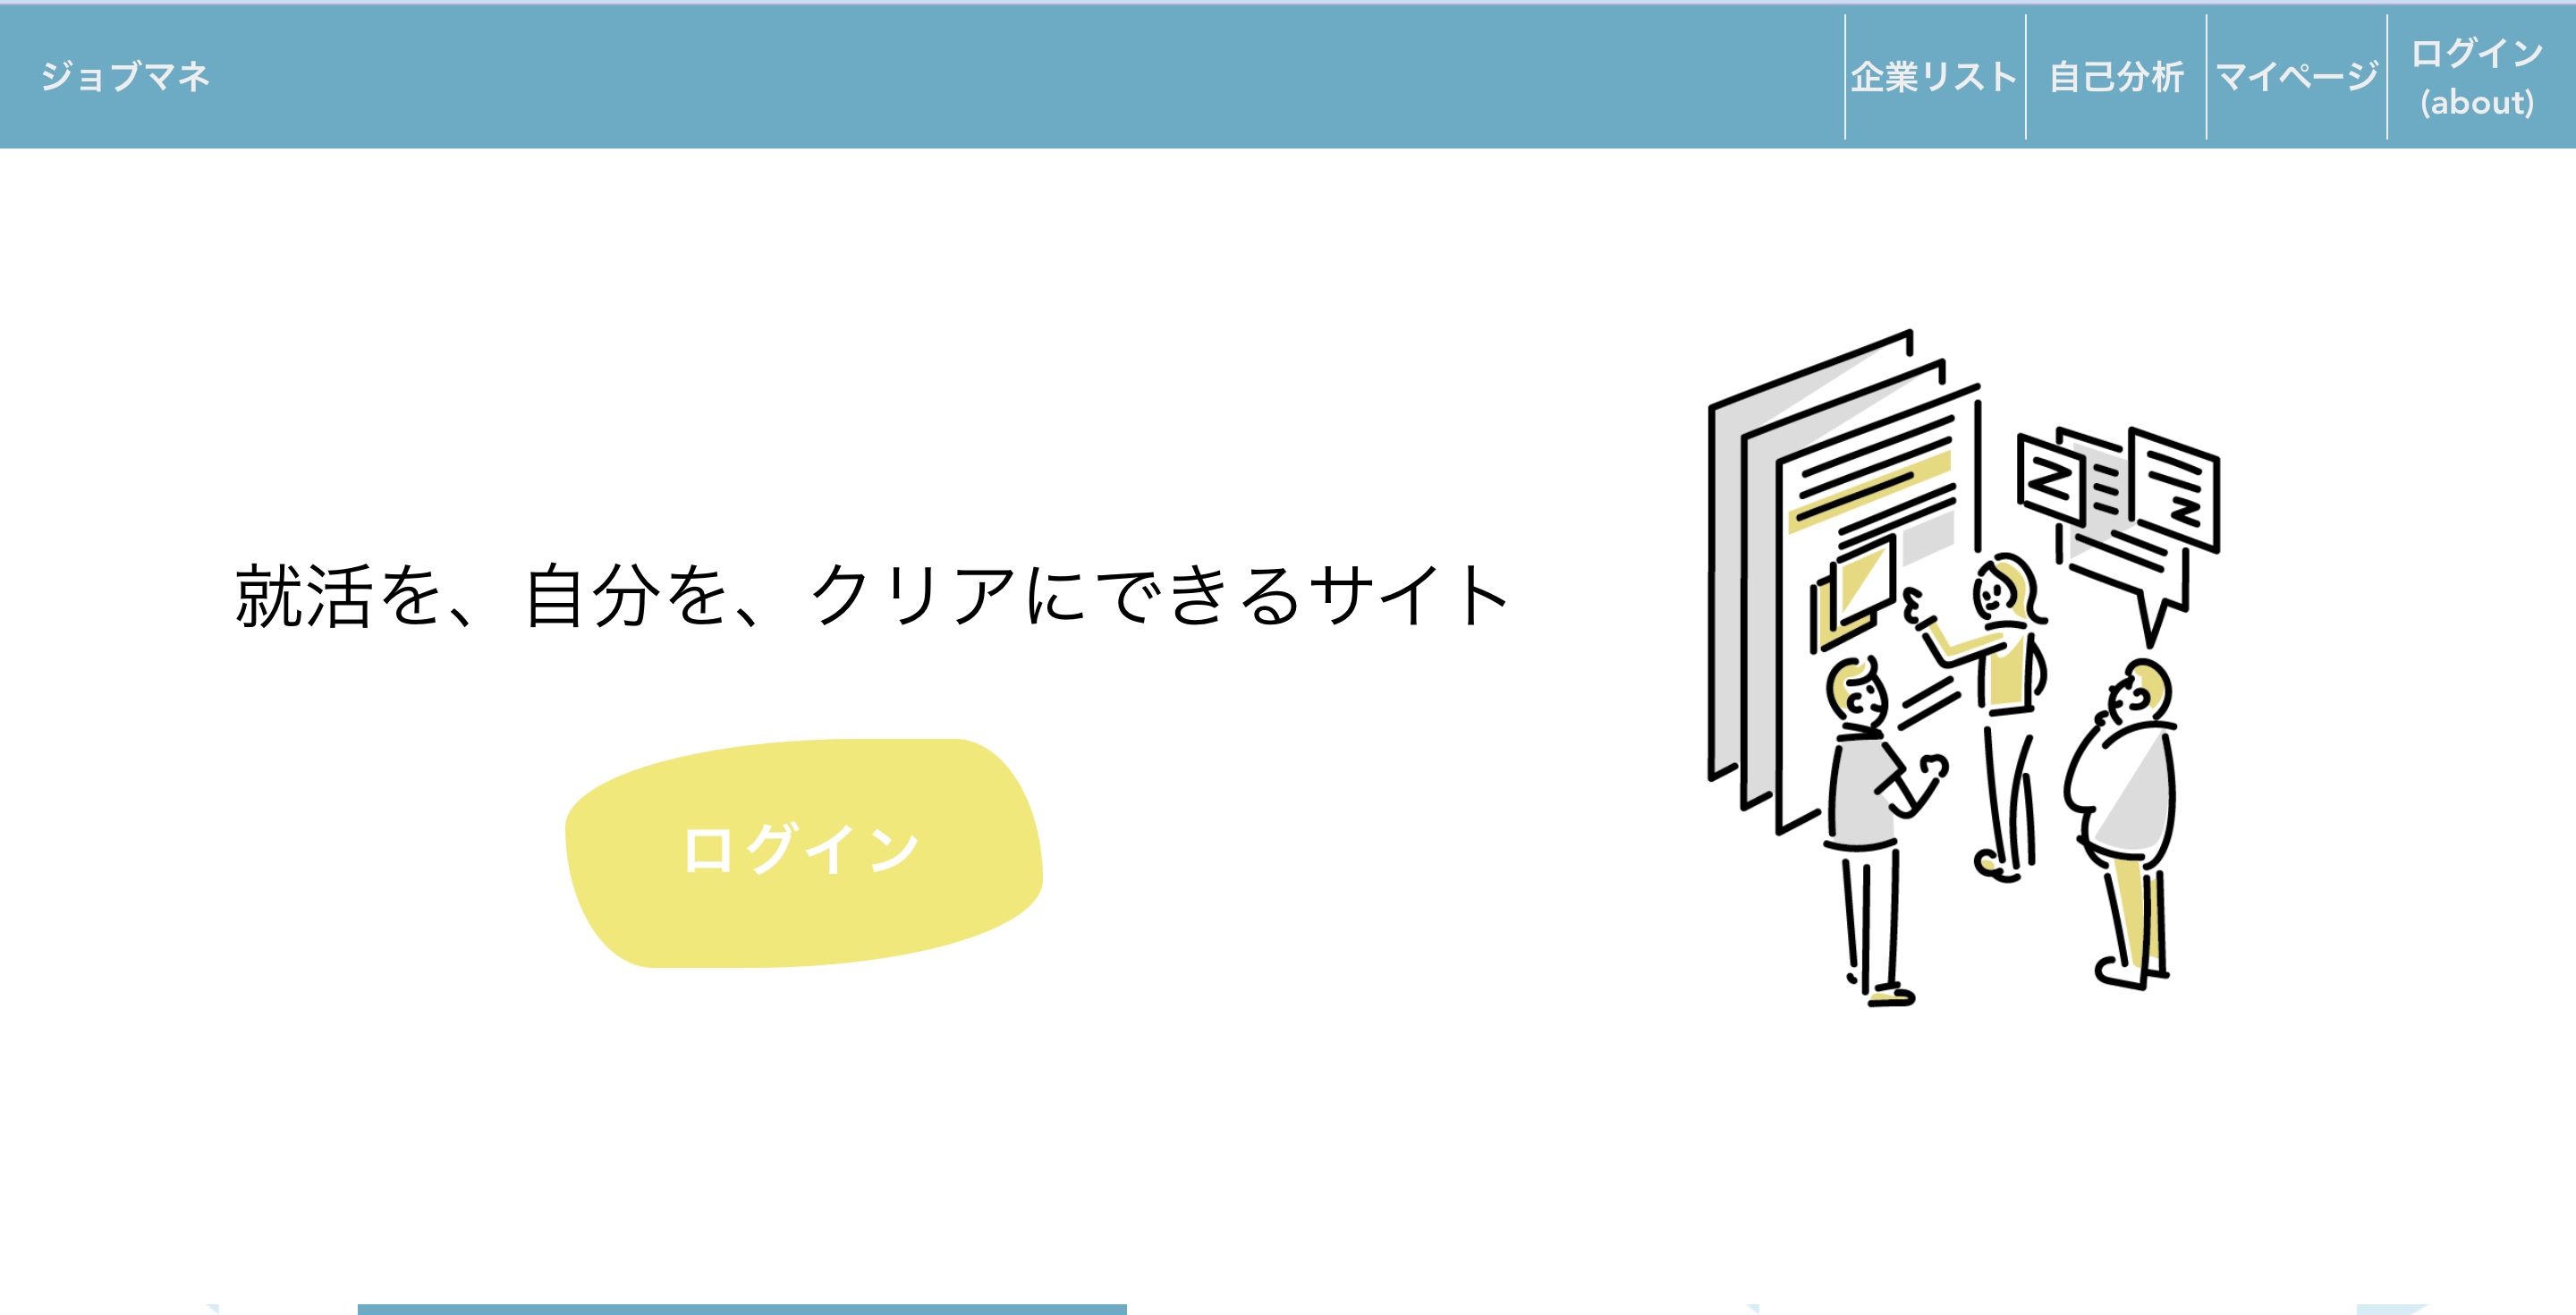 ジョブマネ
企業リスト
自己分析
マイページ
ログイン
(about)
就活を、自分を、クリアにできるサイト
ログイン